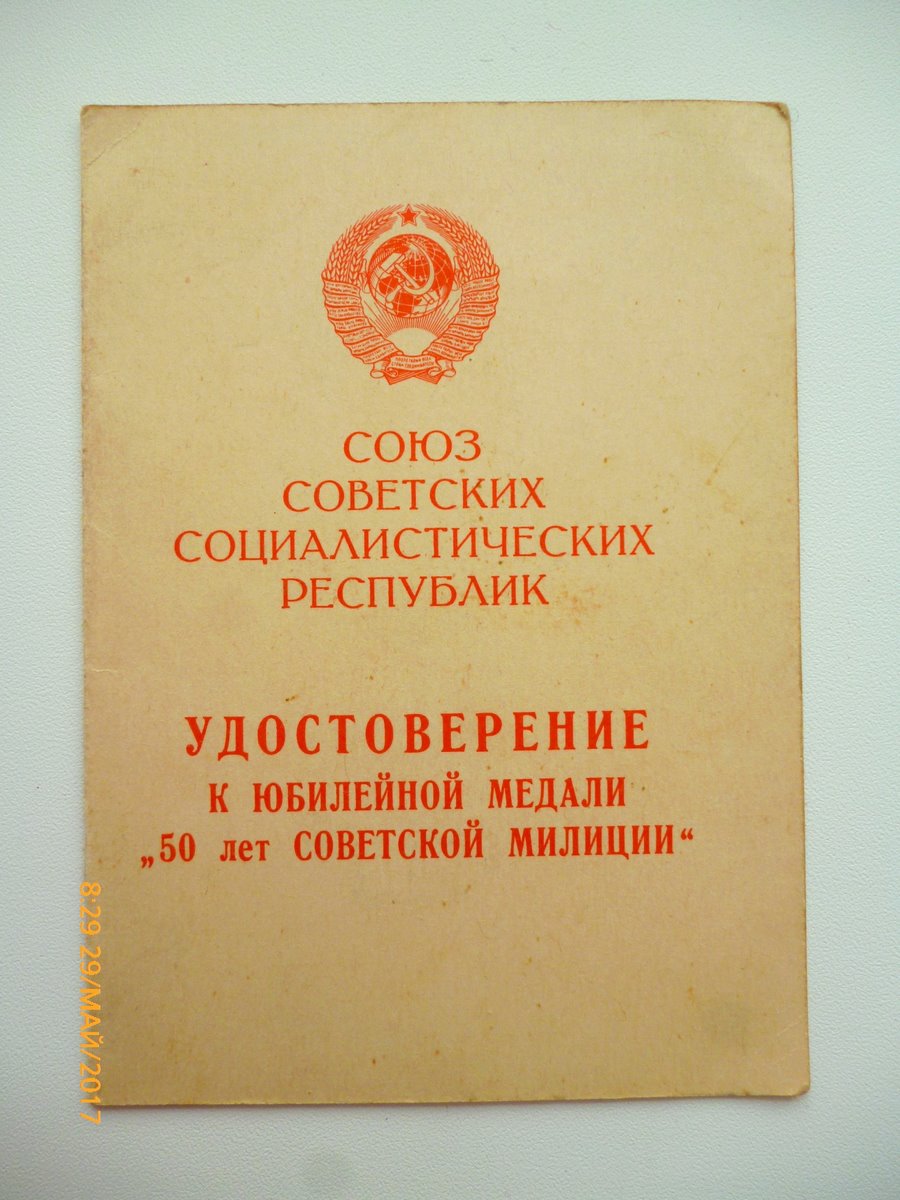 СОЮЗ
СОВЕТСКИХ
СОЦИАЛИСТИЧЕСКИХ
РЕСПУБЛИК
УДОСТОВЕРЕНИЕ
К ЮБИЛЕЙНОЙ МЕДАЛИ
„50 лет СОВЕТСКОЙ МИЛИЦИИ“
8:29 29/МАЙ/2017